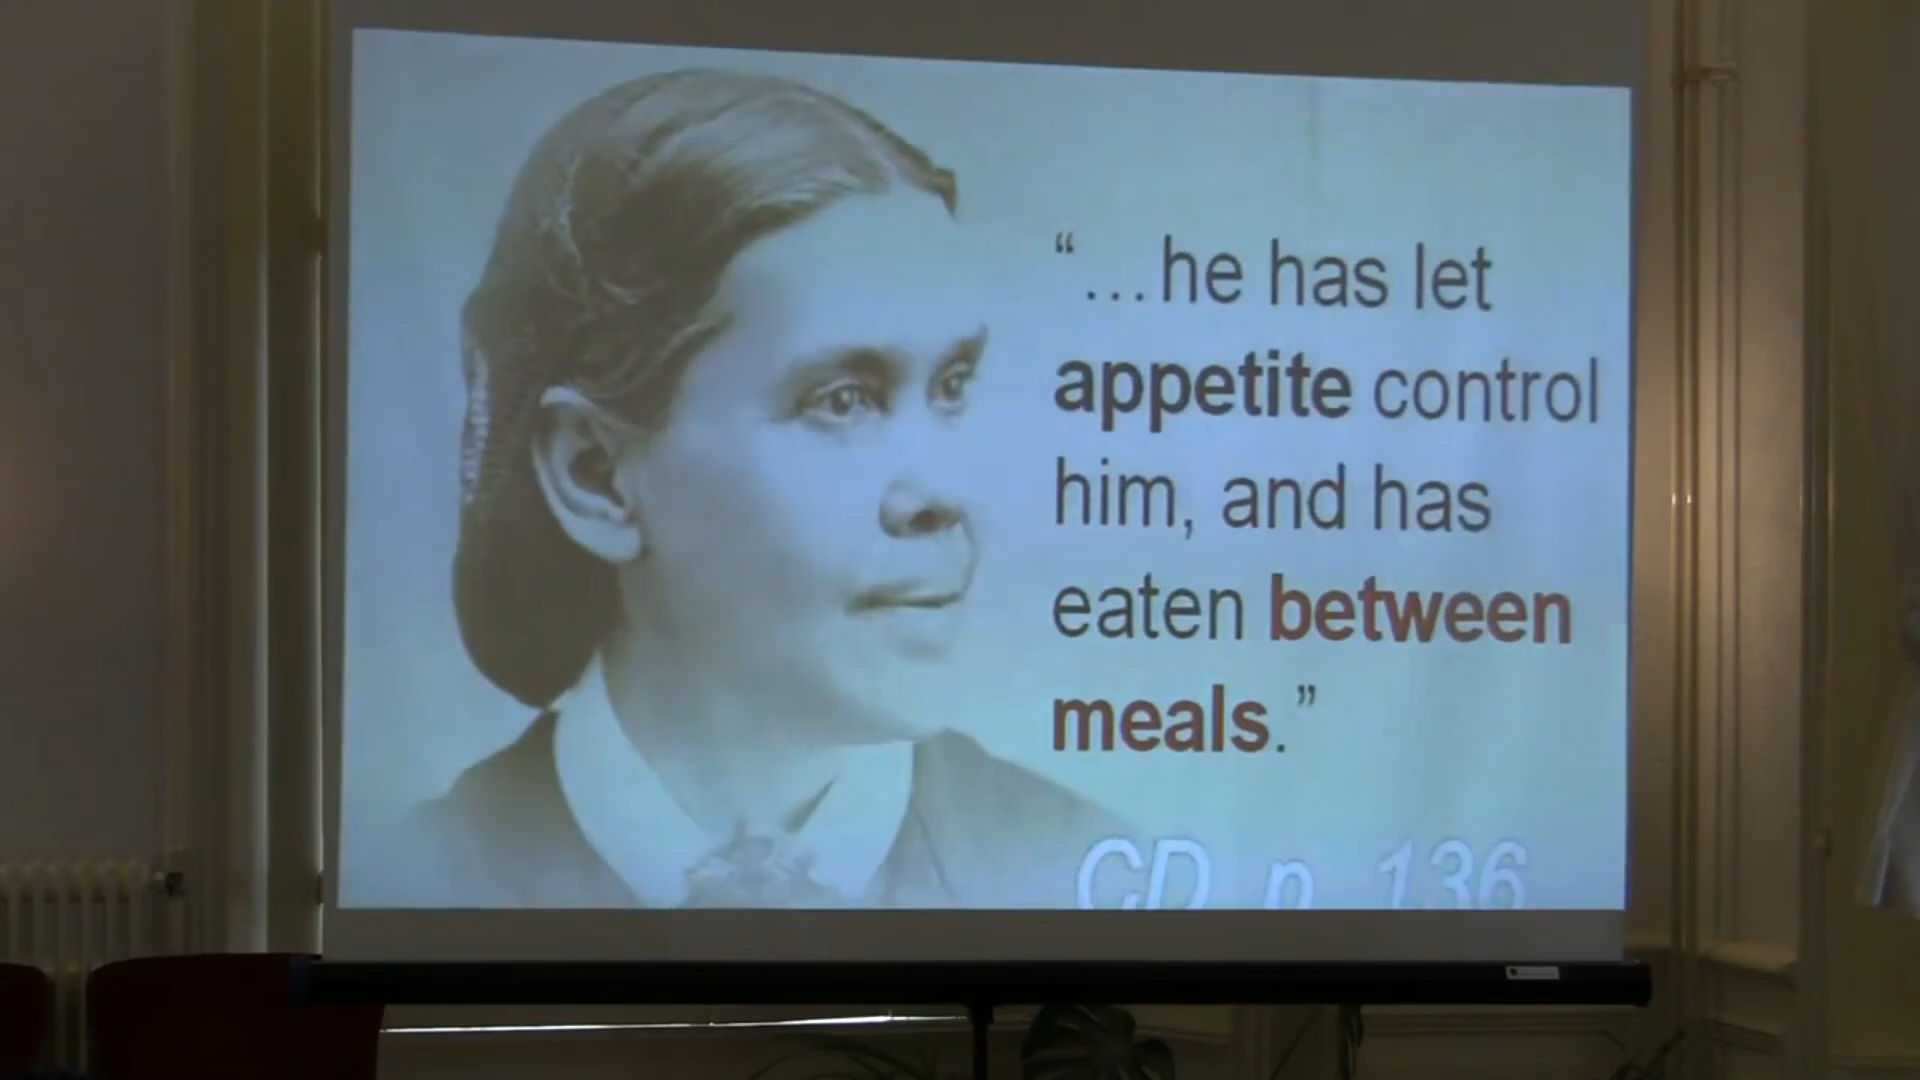 “…he has let
appetite control
him, and has
eaten between
meals.”
CD p 136